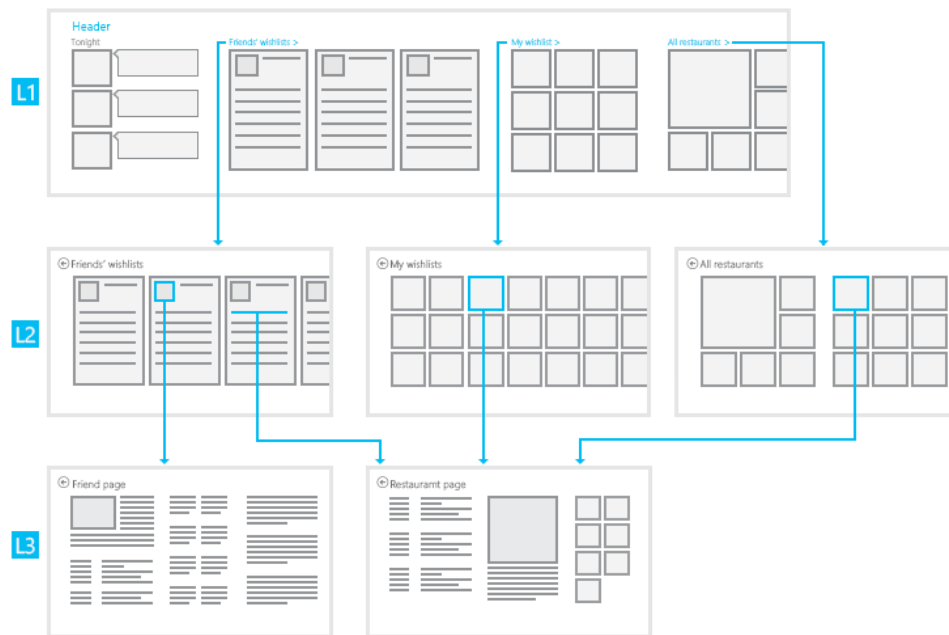 Header
Tonight
Friends' wishlists >
My wishlist >
All restaurants >
L1
Friends' wishlists
My wishlists
All restaurants
L2
Friend page
Restauramt page
L3